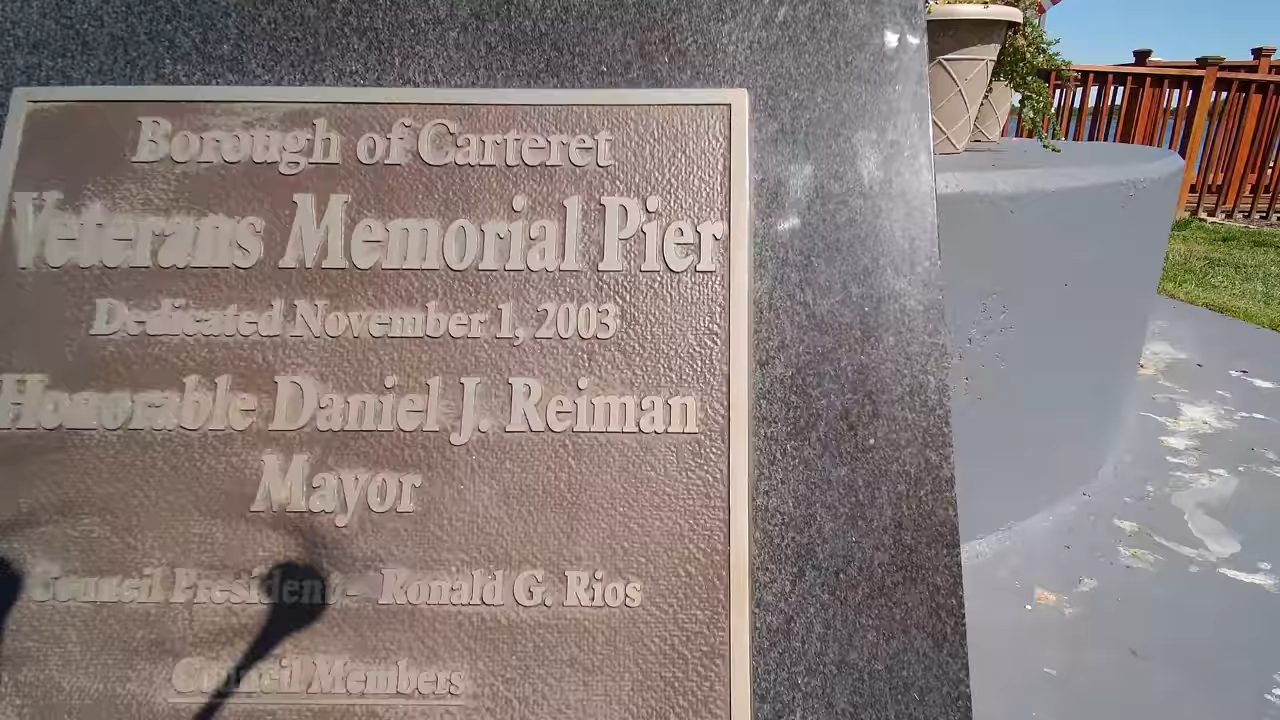 Borough of Carteret
Veterans Memorial Pier
Dedicated November 1, 2003
Honorable Daniel J. Reiman
Mayor
Council President - Ronald G. Rios
Council Members